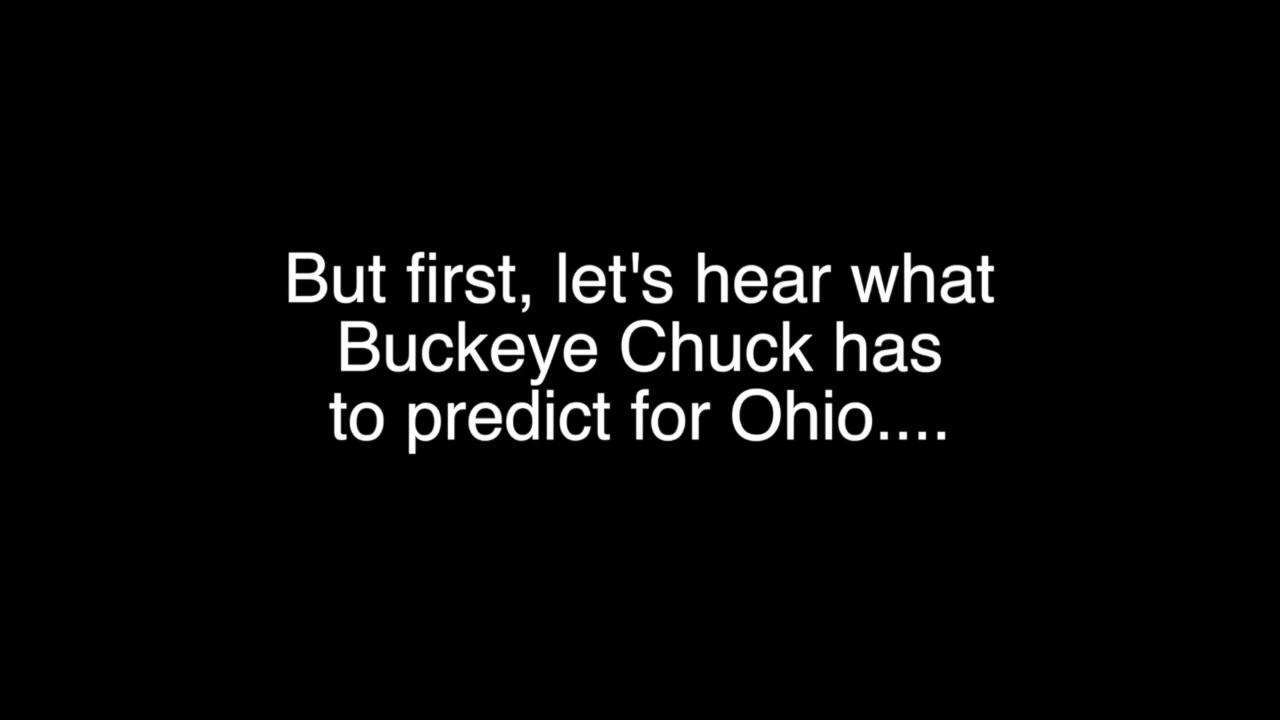 But first, let's hear what
Buckeye Chuck has
to predict for Ohio....